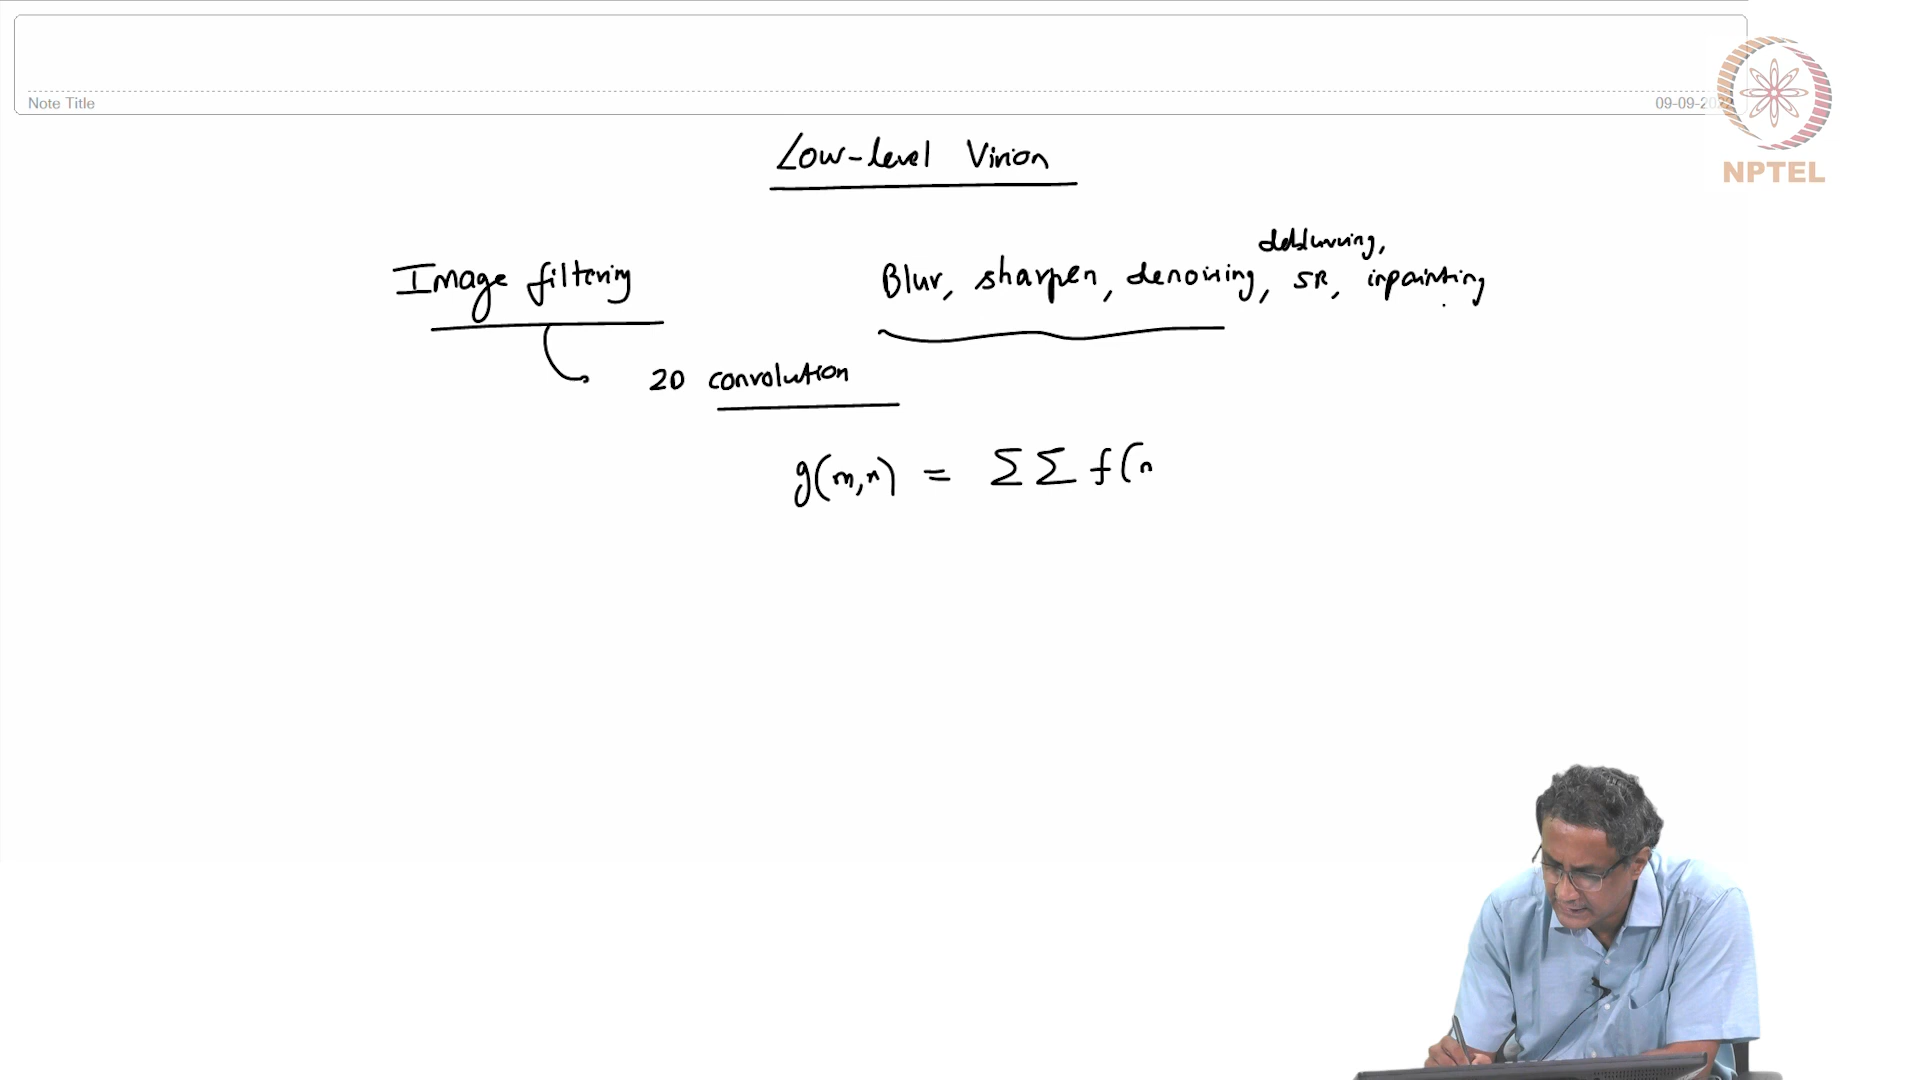 Note Title
09-09-20
NPTEL
Low-level Vision
deblurring,
Image filtering Blur, sharpen, denoising, SR, inpainting
2D convolution
g(m,n) = ΣΣ f(n